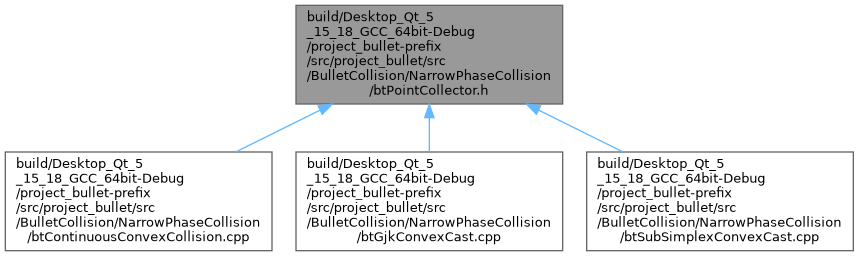 build/Desktop_Qt_5
_15_18_GCC_64bit-Debug
/project_bullet-prefix
/src/project_bullet/src
/BulletCollision/NarrowPhaseCollision
/btPointCollector.h
build/Desktop_Qt_5
_15_18_GCC_64bit-Debug
/project_bullet-prefix
/src/project_bullet/src
/BulletCollision/NarrowPhaseCollision
/btContinuousConvexCollision.cpp
build/Desktop_Qt_5
_15_18_GCC_64bit-Debug
/project_bullet-prefix
/src/project_bullet/src
/BulletCollision/NarrowPhaseCollision
/btGjkConvexCast.cpp
build/Desktop_Qt_5
_15_18_GCC_64bit-Debug
/project_bullet-prefix
/src/project_bullet/src
/BulletCollision/NarrowPhaseCollision
/btSubSimplexConvexCast.cpp